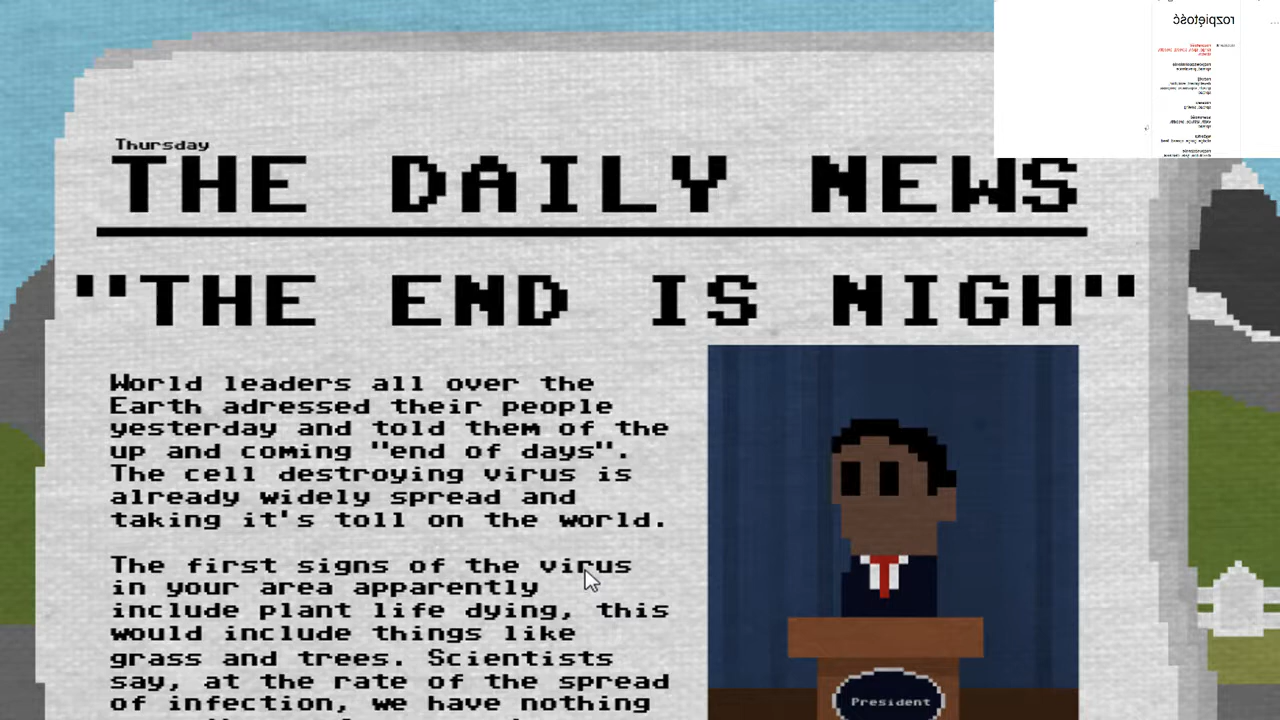 rozpiętość
Thursday
THE DAILY NEWS
"THE END IS NIGH"
World leaders all over the
Earth adressed their people
yesterday and told them of the
up and coming "end of days".
The cell destroying virus is
already widely spread and
taking it's toll on the world.
The first signs of the virus
in your area apparently
include plant life dying, this
would include things like
grass and trees. Scientists
say, at the rate of the spread
of infection, we have nothing
President